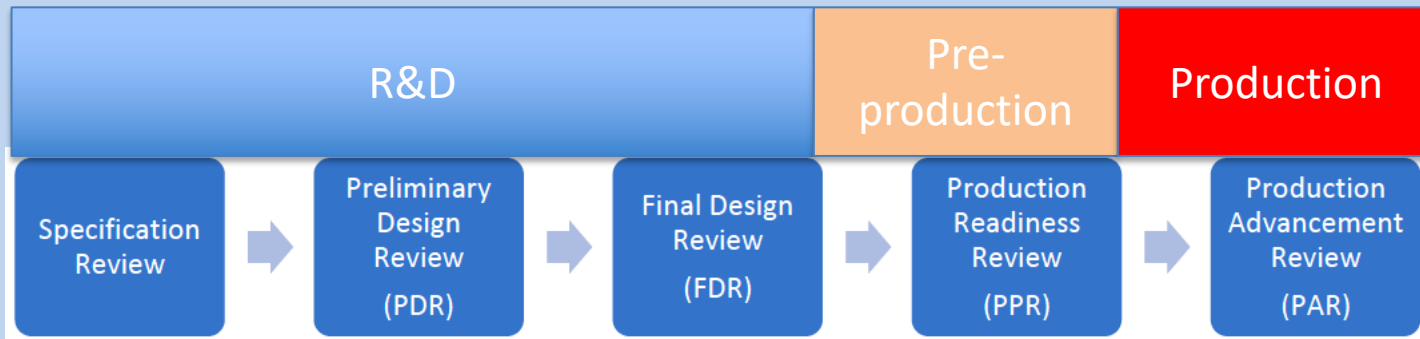 R&D
Pre-
production
Production
Specification
Review
Preliminary
Design
Review
(PDR)
Final Design
Review
(FDR)
Production
Readiness
Review
(PPR)
Production
Advancement
Review
(PAR)